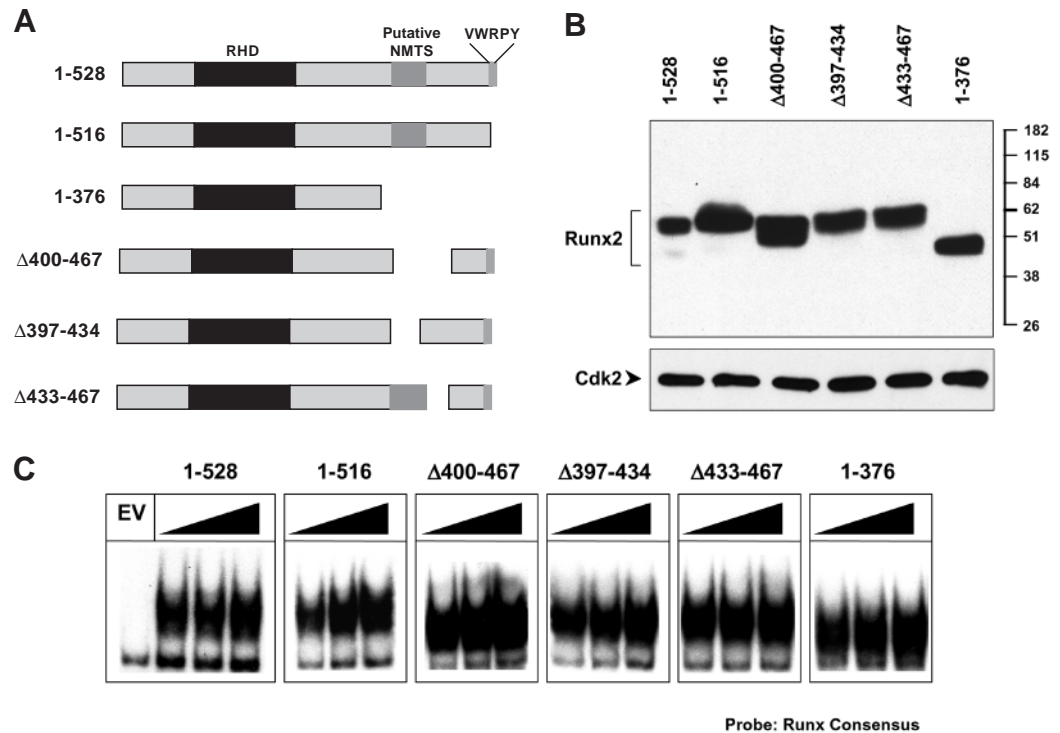 A
RHD
Putative
NMTS
VWRPY
1-528
1-516
1-376
Δ400-467
Δ397-434
Δ433-467
B
1-528
1-516
Δ400-467
Δ397-434
Δ433-467
1-376
182
115
84
62
51
38
26
Runx2
Cdk2
C
1-528
1-516
Δ400-467
Δ397-434
Δ433-467
1-376
EV
Probe: Runx Consensus